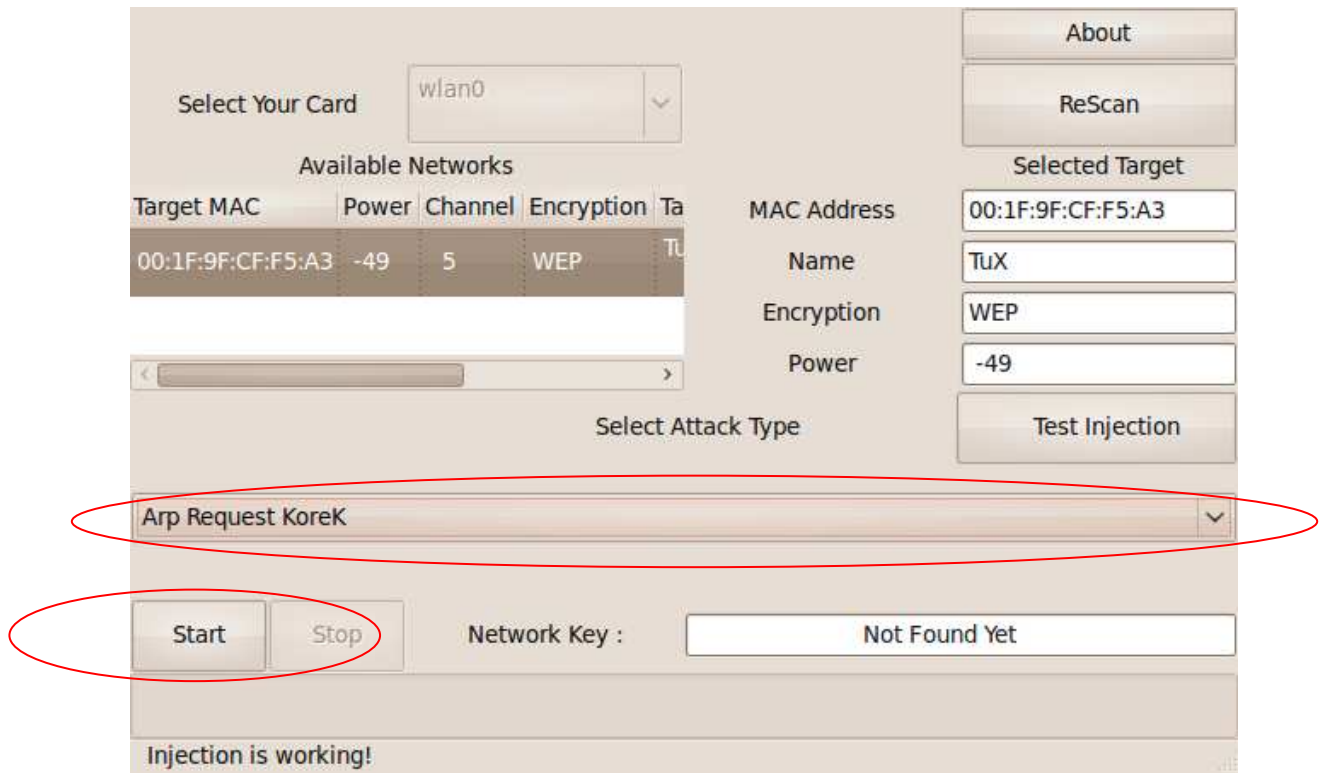 About
Select Your Card wlan0 ReScan
Available Networks Selected Target
Target MAC Power Channel Encryption Ta MAC Address 00:1F:9F:CF:F5:A3
00:1F:9F:CF:F5:A3 -49 5 WEP Tu Name TuX
Encryption WEP
Power -49
Select Attack Type Test Injection
Arp Request KoreK
Start Stop Network Key : Not Found Yet
Injection is working!